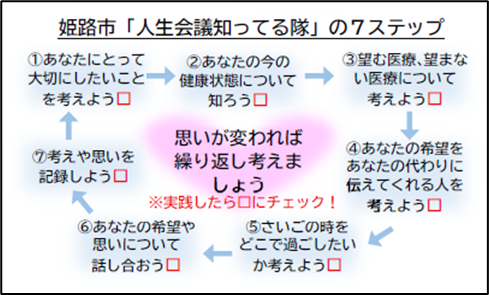 姫路市「人生会議知ってる隊」の７ステップ
①あなたにとって
大切にしたいこと
を考えよう□
②あなたの今の
健康状態について
知ろう□
③望む医療、望まな
い医療について
考えよう□
④あなたの希望を
あなたの代わりに
伝えてくれる人を
考えよう□
⑤さいごの時を
どこで過ごしたい
か考えよう□
⑥あなたの希望や
思いについて
話し合おう□
⑦考えや思いを
記録しよう□
思いが変われば
繰り返し考えま
しょう
※実践したら□にチェック！